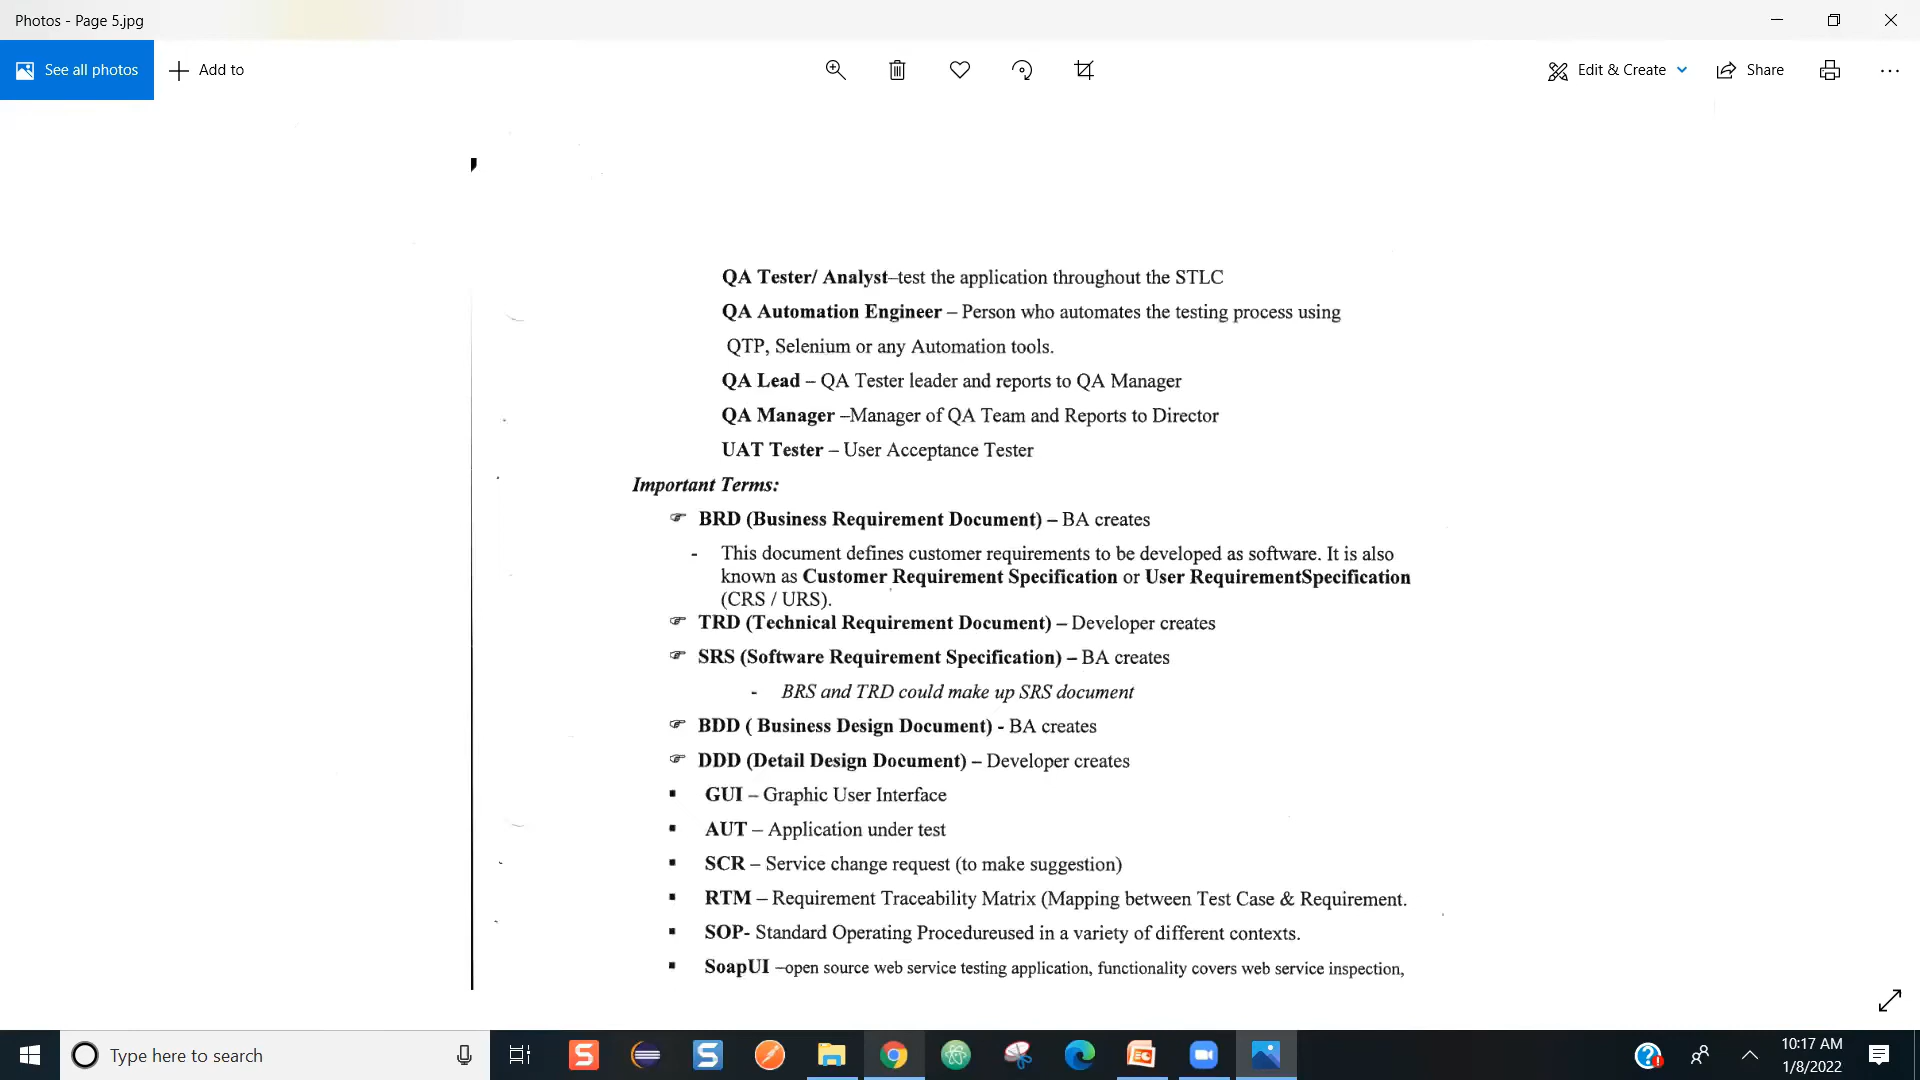 Photos - Page 5.jpg
See all photos
Add to
Edit & Create
Share
QA Tester/ Analyst–test the application throughout the STLC
QA Automation Engineer – Person who automates the testing process using
QTP, Selenium or any Automation tools.
QA Lead – QA Tester leader and reports to QA Manager
QA Manager –Manager of QA Team and Reports to Director
UAT Tester – User Acceptance Tester
Important Terms:
☞ BRD (Business Requirement Document) – BA creates
- This document defines customer requirements to be developed as software. It is also
known as Customer Requirement Specification or User RequirementSpecification
(CRS / URS).
☞ TRD (Technical Requirement Document) – Developer creates
☞ SRS (Software Requirement Specification) – BA creates
- BRS and TRD could make up SRS document
☞ BDD ( Business Design Document) - BA creates
☞ DDD (Detail Design Document) – Developer creates
▪ GUI – Graphic User Interface
▪ AUT – Application under test
▪ SCR – Service change request (to make suggestion)
▪ RTM – Requirement Traceability Matrix (Mapping between Test Case & Requirement.
▪ SOP- Standard Operating Procedureused in a variety of different contexts.
▪ SoapUI –open source web service testing application, functionality covers web service inspection,
Type here to search
10:17 AM
1/8/2022